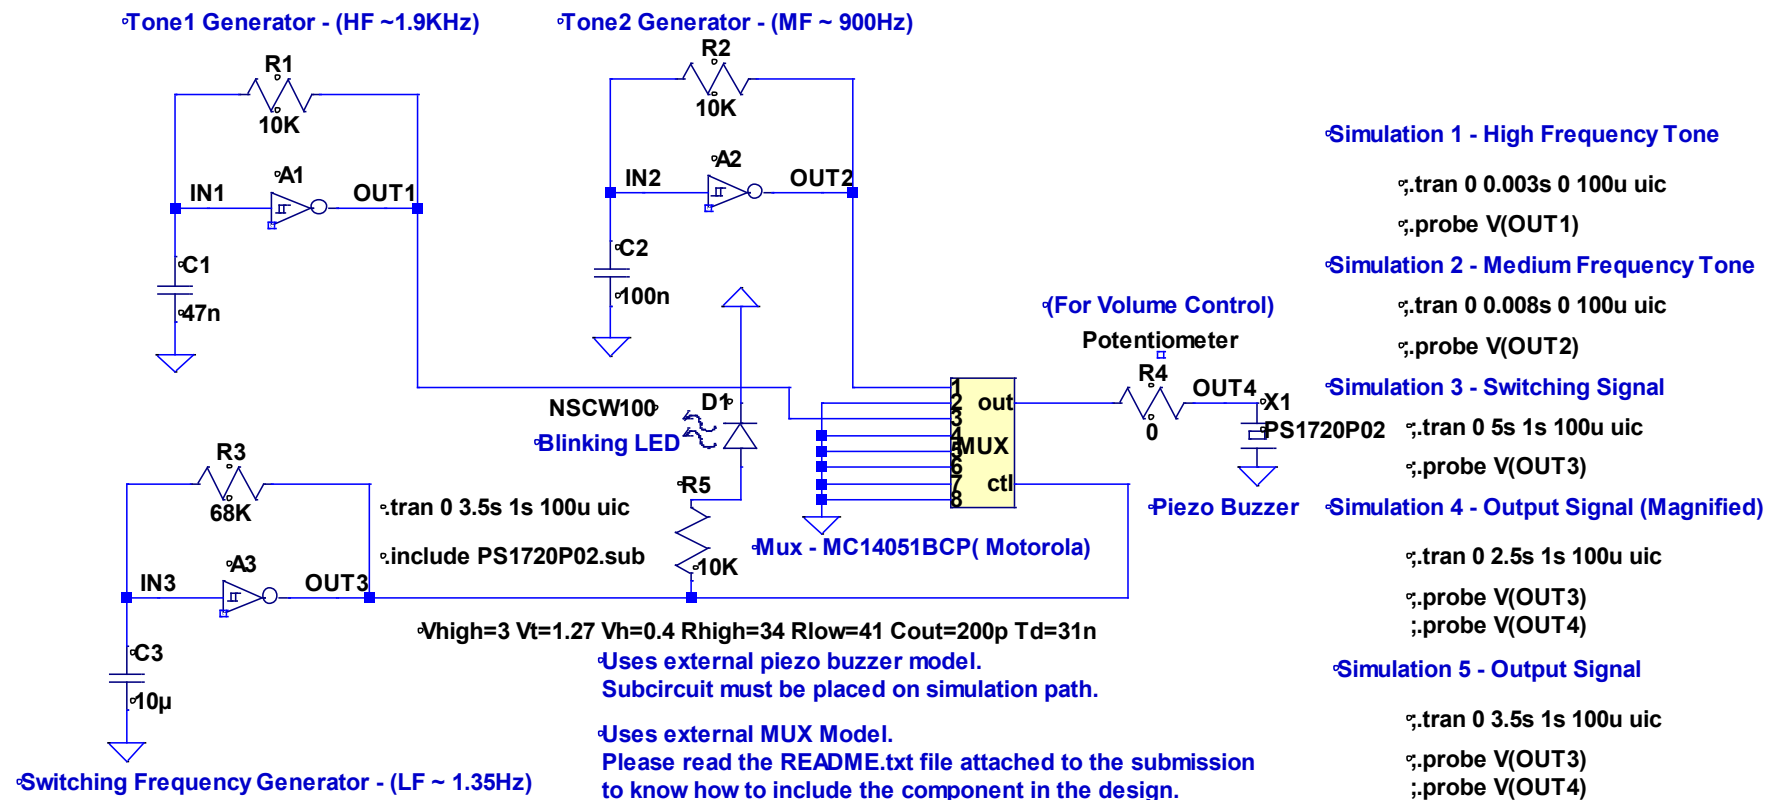 Tone1 Generator - (HF ~1.9KHz)
R1
10K
A1
IN1
OUT1
C1
47n
Tone2 Generator - (MF ~ 900Hz)
R2
10K
A2
IN2
OUT2
C2
100n
NSCW100
D1
Blinking LED
R5
10K
R3
68K
.tran 0 3.5s 1s 100u uic
.include PS1720P02.sub
A3
IN3
OUT3
C3
10µ
Switching Frequency Generator - (LF ~ 1.35Hz)
(For Volume Control)
Potentiometer
R4
0
OUT4
X1
PS1720P02
Piezo Buzzer
1
2
3
4
5
6
7
8
out
MUX
ctl
Mux - MC14051BCP( Motorola)
Vhigh=3 Vt=1.27 Vh=0.4 Rhigh=34 Rlow=41 Cout=200p Td=31n
Uses external piezo buzzer model.
Subcircuit must be placed on simulation path.
Uses external MUX Model.
Please read the README.txt file attached to the submission
to know how to include the component in the design.
Simulation 1 - High Frequency Tone
;.tran 0 0.003s 0 100u uic
;.probe V(OUT1)
Simulation 2 - Medium Frequency Tone
;.tran 0 0.008s 0 100u uic
;.probe V(OUT2)
Simulation 3 - Switching Signal
;.tran 0 5s 1s 100u uic
;.probe V(OUT3)
Simulation 4 - Output Signal (Magnified)
;.tran 0 2.5s 1s 100u uic
;.probe V(OUT3)
;.probe V(OUT4)
Simulation 5 - Output Signal
;.tran 0 3.5s 1s 100u uic
;.probe V(OUT3)
;.probe V(OUT4)